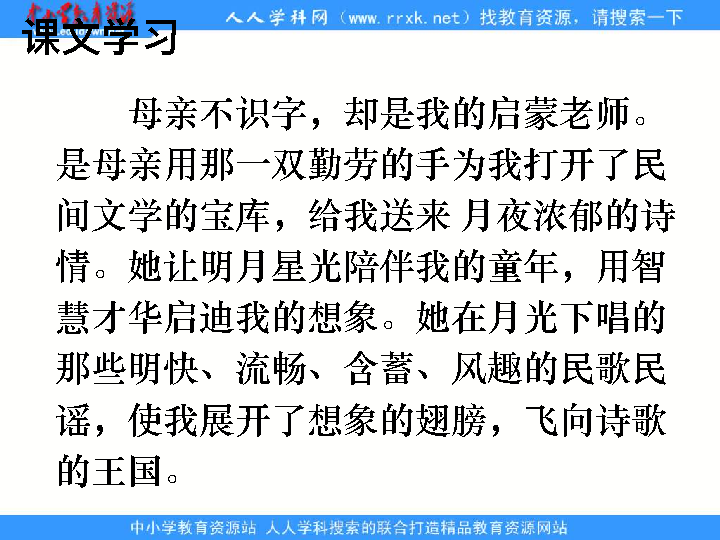 人人学科网（www.rrxk.net）找教育资源，请搜索一下
课文学习
母亲不识字，却是我的启蒙老师。
是母亲用那一双勤劳的手为我打开了民
间文学的宝库，给我送来 月夜浓郁的诗
情。她让明月星光陪伴我的童年，用智
慧才华启迪我的想象。她在月光下唱的
那些明快、流畅、含蓄、风趣的民歌民
谣，使我展开了想象的翅膀，飞向诗歌
的王国。
中小学教育资源站 人人学科搜索的联合打造精品教育资源网站